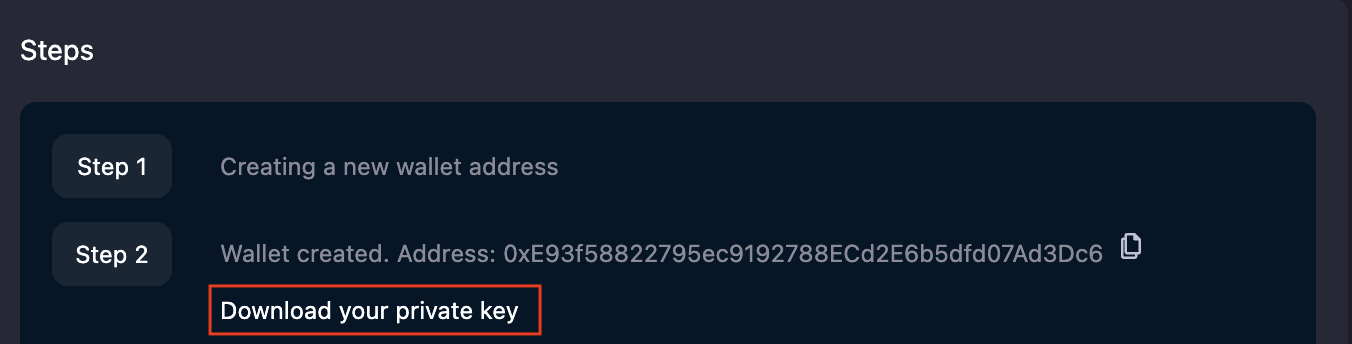 Steps
Step 1
Creating a new wallet address
Step 2
Wallet created. Address: 0xE93f58822795ec9192788ECd2E6b5dfd07Ad3Dc6
Download your private key